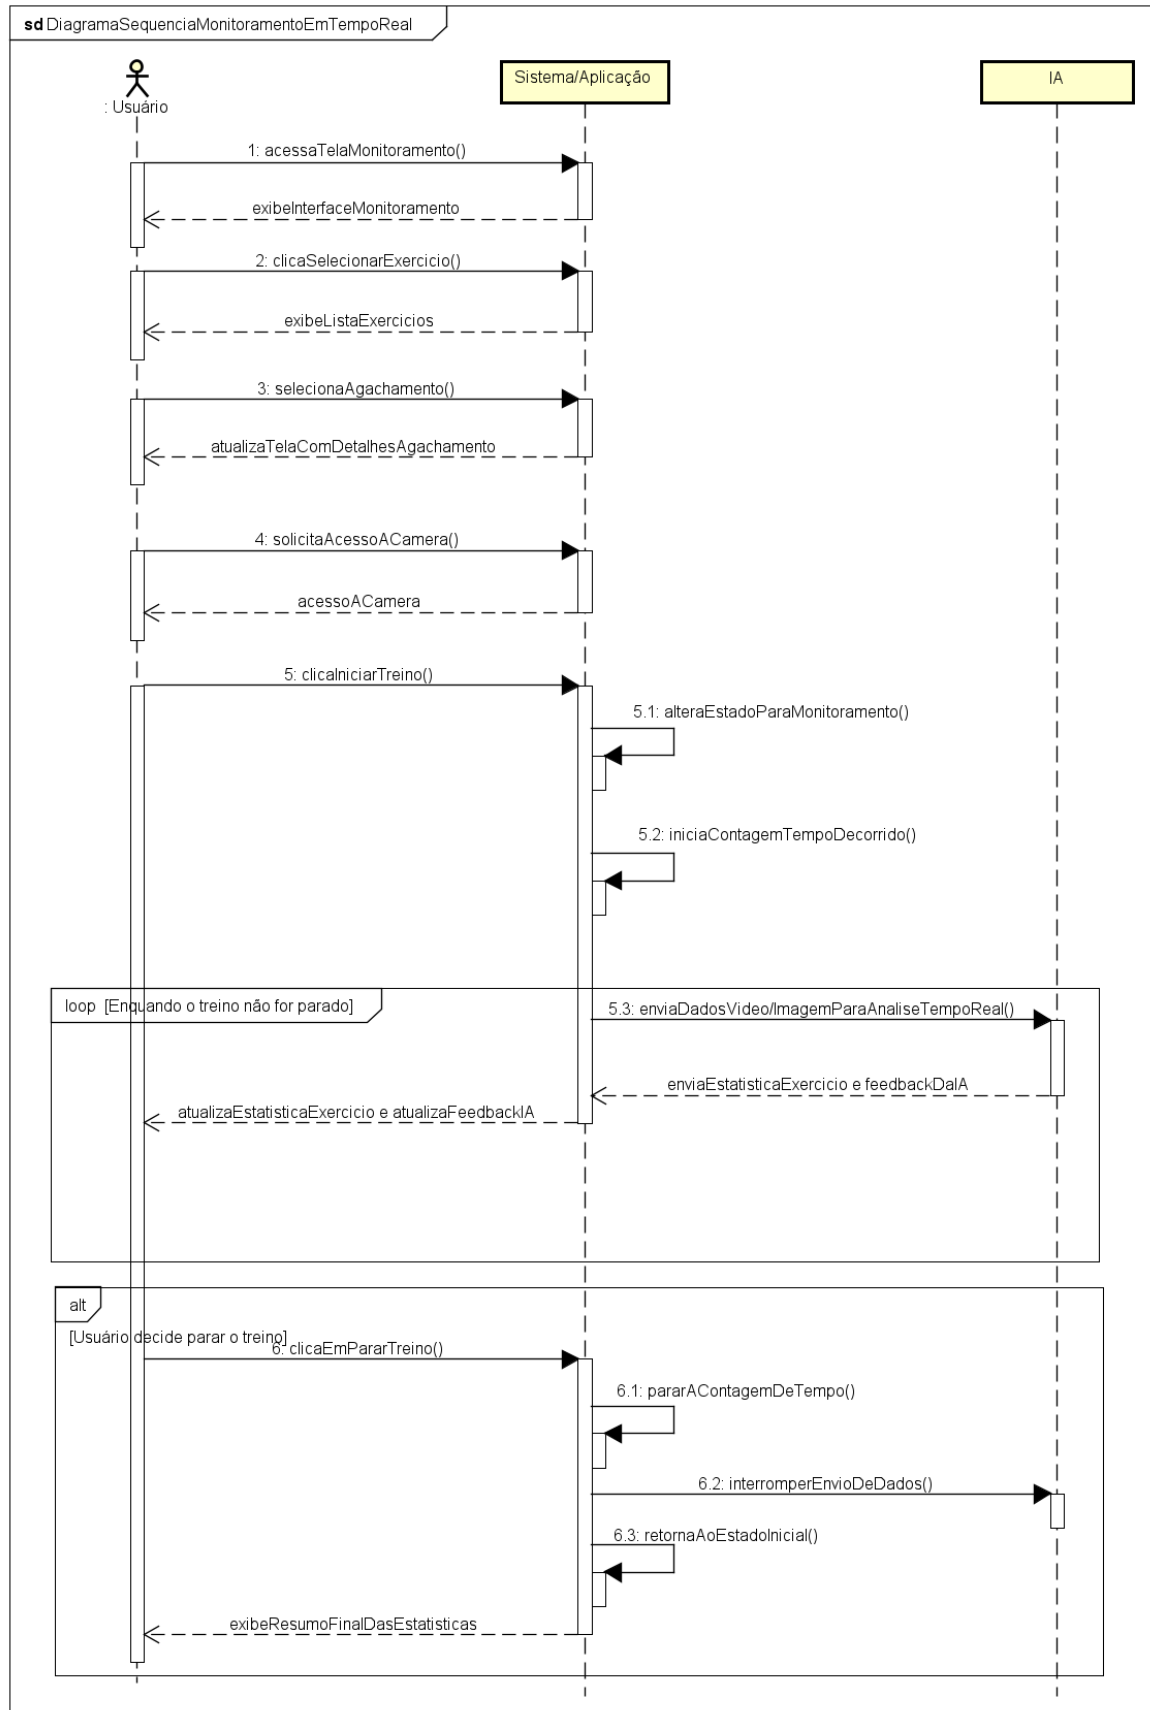 sd DiagramaSequenciaMonitoramentoEmTempoReal
: Usuário
Sistema/Aplicação
IA
1: acessaTelaMonitoramento()
exibeInterfaceMonitoramento
2: clicaSelecionarExercicio()
exibeListaExercicios
3: selecionaAgachamento()
atualizaTelaComDetalhesAgachamento
4: solicitaAcessoACamera()
acessoACamera
5: clicaIniciarTreino()
5.1: alteraEstadoParaMonitoramento()
5.2: iniciaContagemTempoDecorrido()
loop [Enquando o treino não for parado]
5.3: enviaDadosVideo/ImagemParaAnaliseTempoReal()
enviaEstatisticaExercicio e feedbackDaIA
atualizaEstatisticaExercicio e atualizaFeedbackIA
alt
[Usuário decide parar o treino]
6: clicaEmPararTreino()
6.1: pararAContagemDeTempo()
6.2: interromperEnvioDeDados()
6.3: retornaAoEstadoInicial()
exibeResumoFinalDasEstatisticas